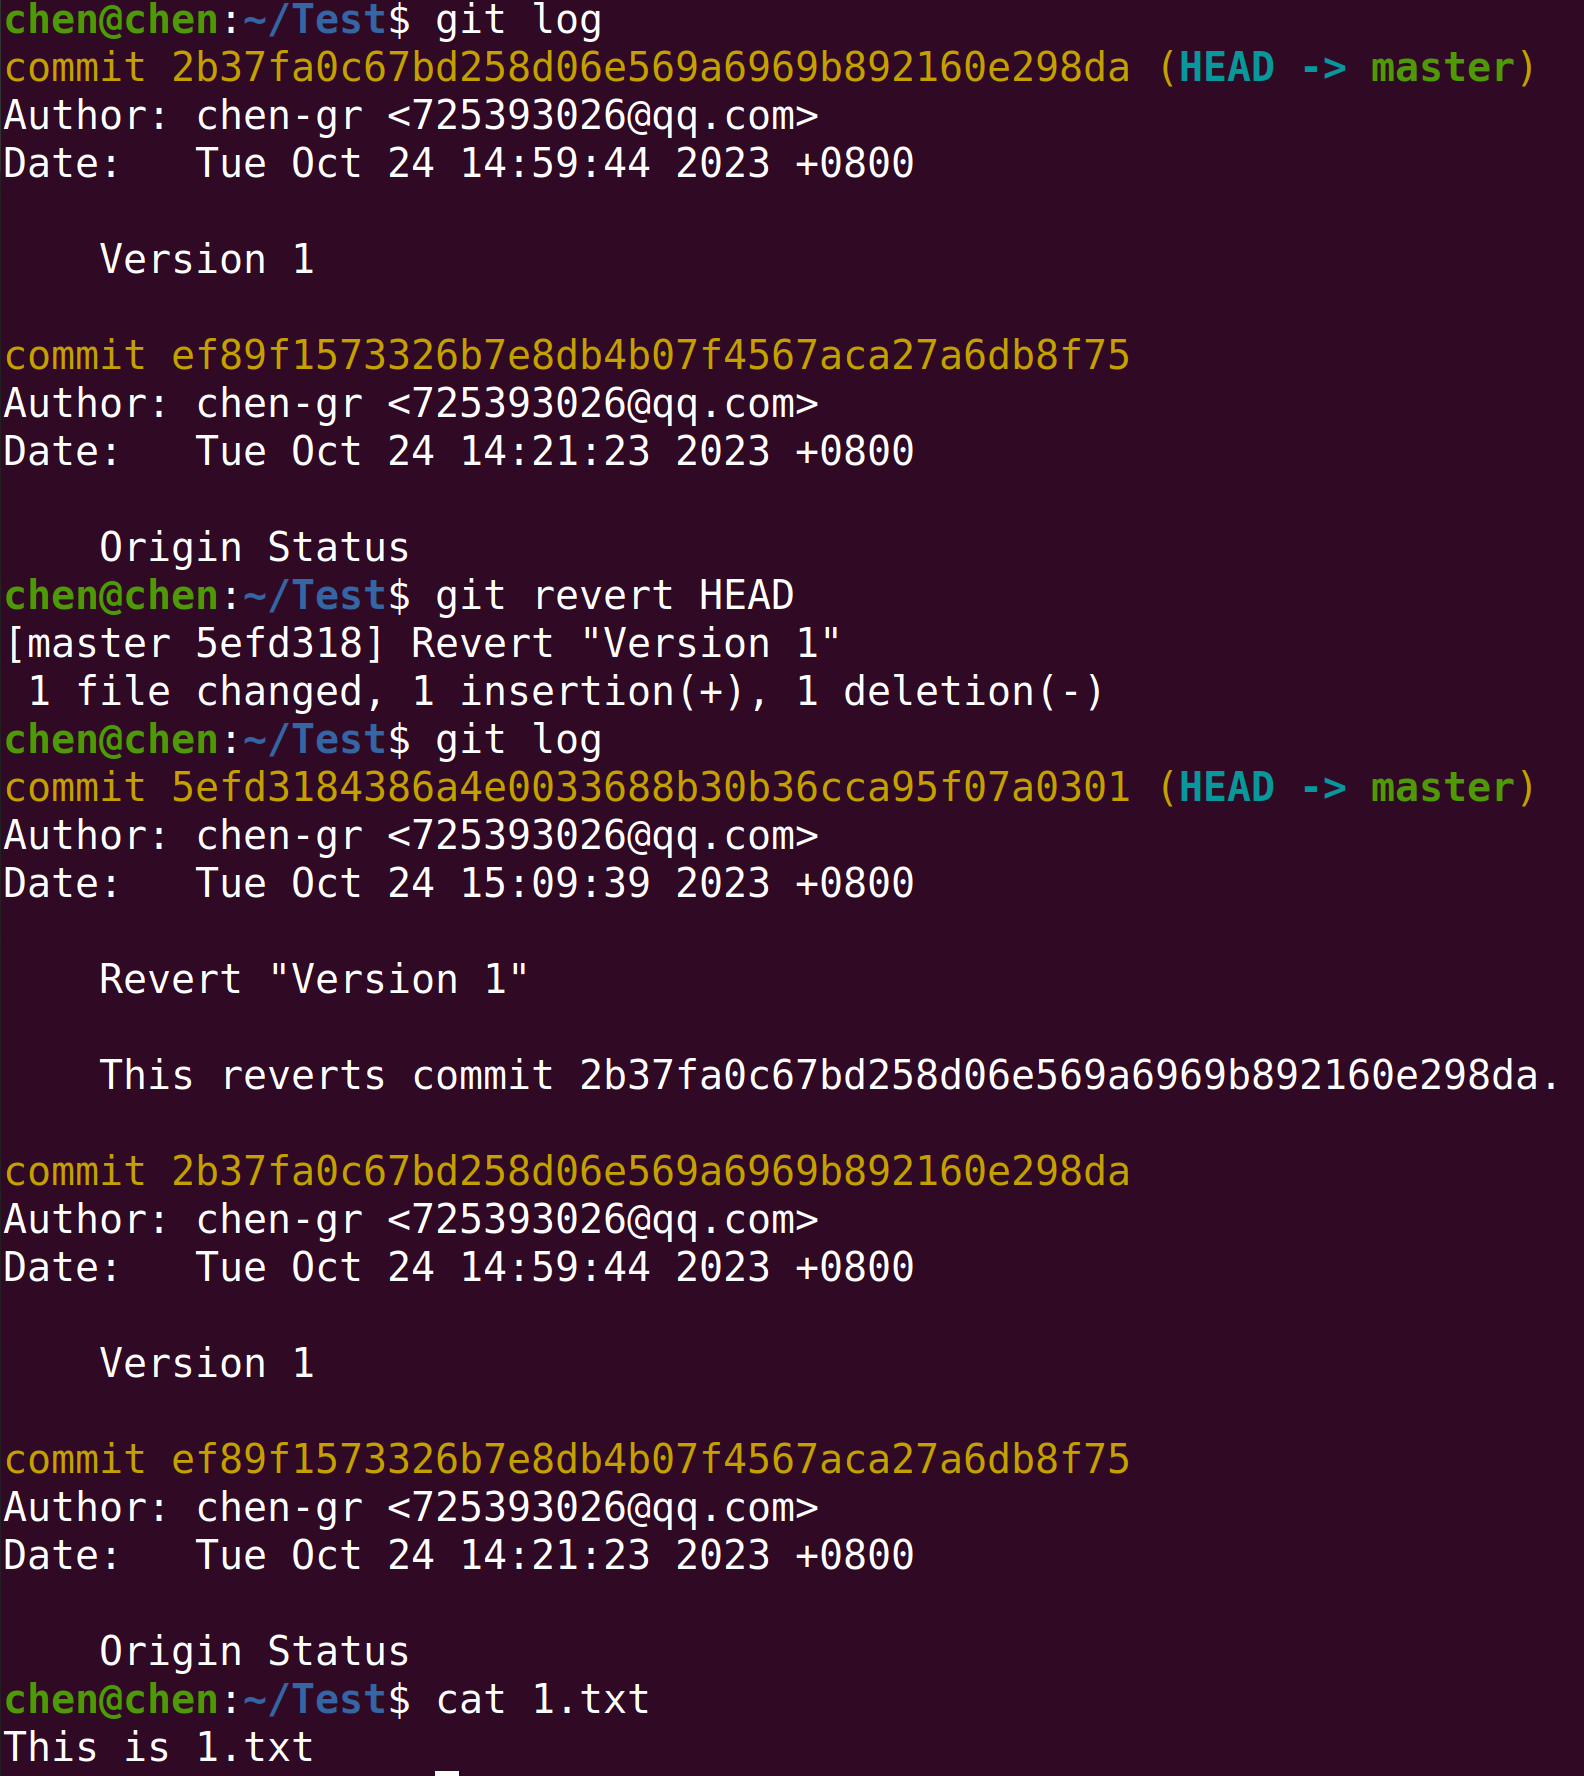 chen@chen:~/Test$ git log
commit 2b37fa0c67bd258d06e569a6969b892160e298da (HEAD -> master)
Author: chen-gr <725393026@qq.com>
Date:   Tue Oct 24 14:59:44 2023 +0800

    Version 1

commit ef89f1573326b7e8db4b07f4567aca27a6db8f75
Author: chen-gr <725393026@qq.com>
Date:   Tue Oct 24 14:21:23 2023 +0800

    Origin Status
chen@chen:~/Test$ git revert HEAD
[master 5efd318] Revert "Version 1"
 1 file changed, 1 insertion(+), 1 deletion(-)
chen@chen:~/Test$ git log
commit 5efd3184386a4e0033688b30b36cca95f07a0301 (HEAD -> master)
Author: chen-gr <725393026@qq.com>
Date:   Tue Oct 24 15:09:39 2023 +0800

    Revert "Version 1"

    This reverts commit 2b37fa0c67bd258d06e569a6969b892160e298da.

commit 2b37fa0c67bd258d06e569a6969b892160e298da
Author: chen-gr <725393026@qq.com>
Date:   Tue Oct 24 14:59:44 2023 +0800

    Version 1

commit ef89f1573326b7e8db4b07f4567aca27a6db8f75
Author: chen-gr <725393026@qq.com>
Date:   Tue Oct 24 14:21:23 2023 +0800

    Origin Status
chen@chen:~/Test$ cat 1.txt
This is 1.txt